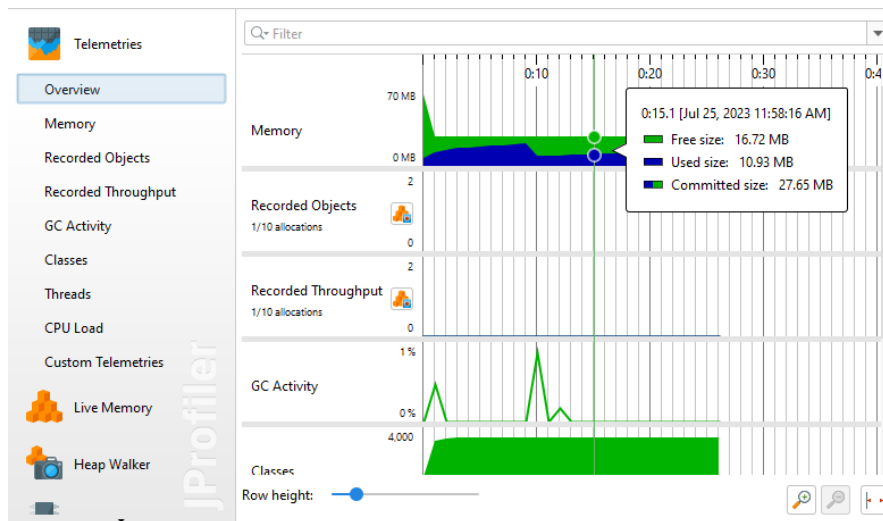 Telemetries
Overview
Memory
Recorded Objects
Recorded Throughput
GC Activity
Classes
Threads
CPU Load
Custom Telemetries
Live Memory
Heap Walker
JProfiler
Filter
0:10
0:20
0:30
0:4
70 MB
Memory
0 MB
0:15.1 [Jul 25, 2023 11:58:16 AM]
Free size: 16.72 MB
Used size: 10.93 MB
Committed size: 27.65 MB
2
Recorded Objects
1/10 allocations
0
2
Recorded Throughput
1/10 allocations
0
1 %
GC Activity
0 %
4,000
Classes
Row height: